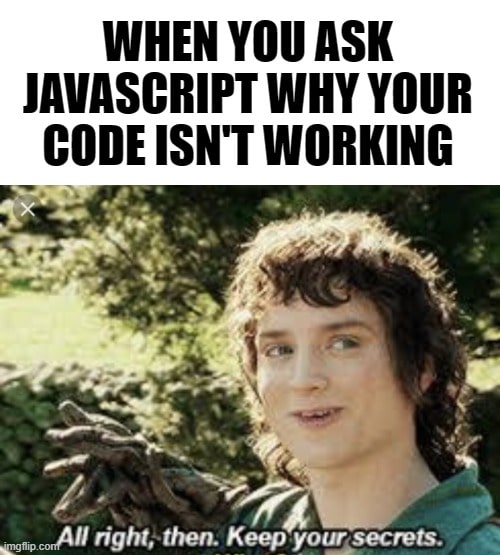 WHEN YOU ASK
JAVASCRIPT WHY YOUR
CODE ISN'T WORKING
All right, then. Keep your secrets.
imgflip.com